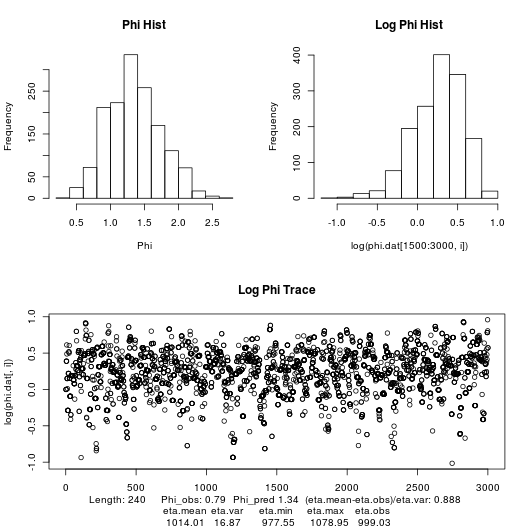 Phi Hist
Log Phi Hist
Frequency
0 50 150 250
0.5 1.0 1.5 2.0 2.5
Phi
Frequency
0 100 200 300 400
-1.0 -0.5 0.0 0.5 1.0
log(phi.dat[1500:3000, i])
Log Phi Trace
log(phi.dat[, i])
-1.0 -0.5 0.0 0.5 1.0
0 500 1000 1500 2000 2500 3000
Length: 240 Phi_obs: 0.79 Phi_pred 1.34 (eta.mean-eta.obs)/eta.var: 0.888
eta.mean eta.var eta.min eta.max eta.obs
1014.01 16.87 977.55 1078.95 999.03